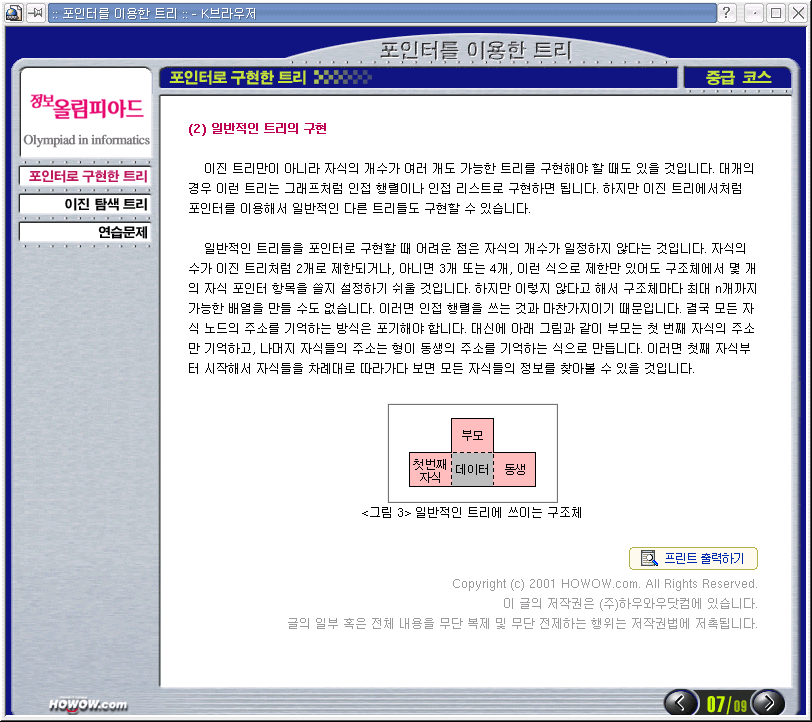 :: 포인터를 이용한 트리 :: - K브라우저
포인터를 이용한 트리
포인터로 구현한 트리
중급 코스
정보올림피아드
Olympiad in informatics
포인터로 구현한 트리
이진 탐색 트리
연습문제
(2) 일반적인 트리의 구현
이진 트리만이 아니라 자식의 개수가 여러 개도 가능한 트리를 구현해야 할 때도 있을 것입니다. 대개의
경우 이런 트리는 그래프처럼 인접 행렬이나 인접 리스트로 구현하면 됩니다. 하지만 이진 트리에서처럼
포인터를 이용해서 일반적인 다른 트리들도 구현할 수 있습니다.
일반적인 트리들을 포인터로 구현할 때 어려운 점은 자식의 개수가 일정하지 않다는 것입니다. 자식의
수가 이진 트리처럼 2개로 제한되거나, 아니면 3개 또는 4개, 이런 식으로 제한만 있어도 구조체에서 몇 개
의 자식 포인터 항목을 쓸지 설정하기 쉬울 것입니다. 하지만 이렇지 않다고 해서 구조체마다 최대 n개까지
가능한 배열을 만들 수도 없습니다. 이러면 인접 행렬을 쓰는 것과 마찬가지이기 때문입니다. 결국 모든 자
식 노드의 주소를 기억하는 방식은 포기해야 합니다. 대신에 아래 그림과 같이 부모는 첫 번째 자식의 주소
만 기억하고, 나머지 자식들의 주소는 형이 동생의 주소를 기억하는 식으로 만듭니다. 이러면 첫째 자식부
터 시작해서 자식들을 차례대로 따라가다 보면 모든 자식들의 정보를 찾아볼 수 있을 것입니다.
부모
첫번째
자식
데이터
동생
<그림 3> 일반적인 트리에 쓰이는 구조체
프린트 출력하기
Copyright (c) 2001 HOWOW.com. All Rights Reserved.
이 글의 저작권은 (주)하우와우닷컴에 있습니다.
글의 일부 혹은 전체 내용을 무단 복제 및 무단 전제하는 행위는 저작권법에 저촉됩니다.
HOWOW.com
07/09